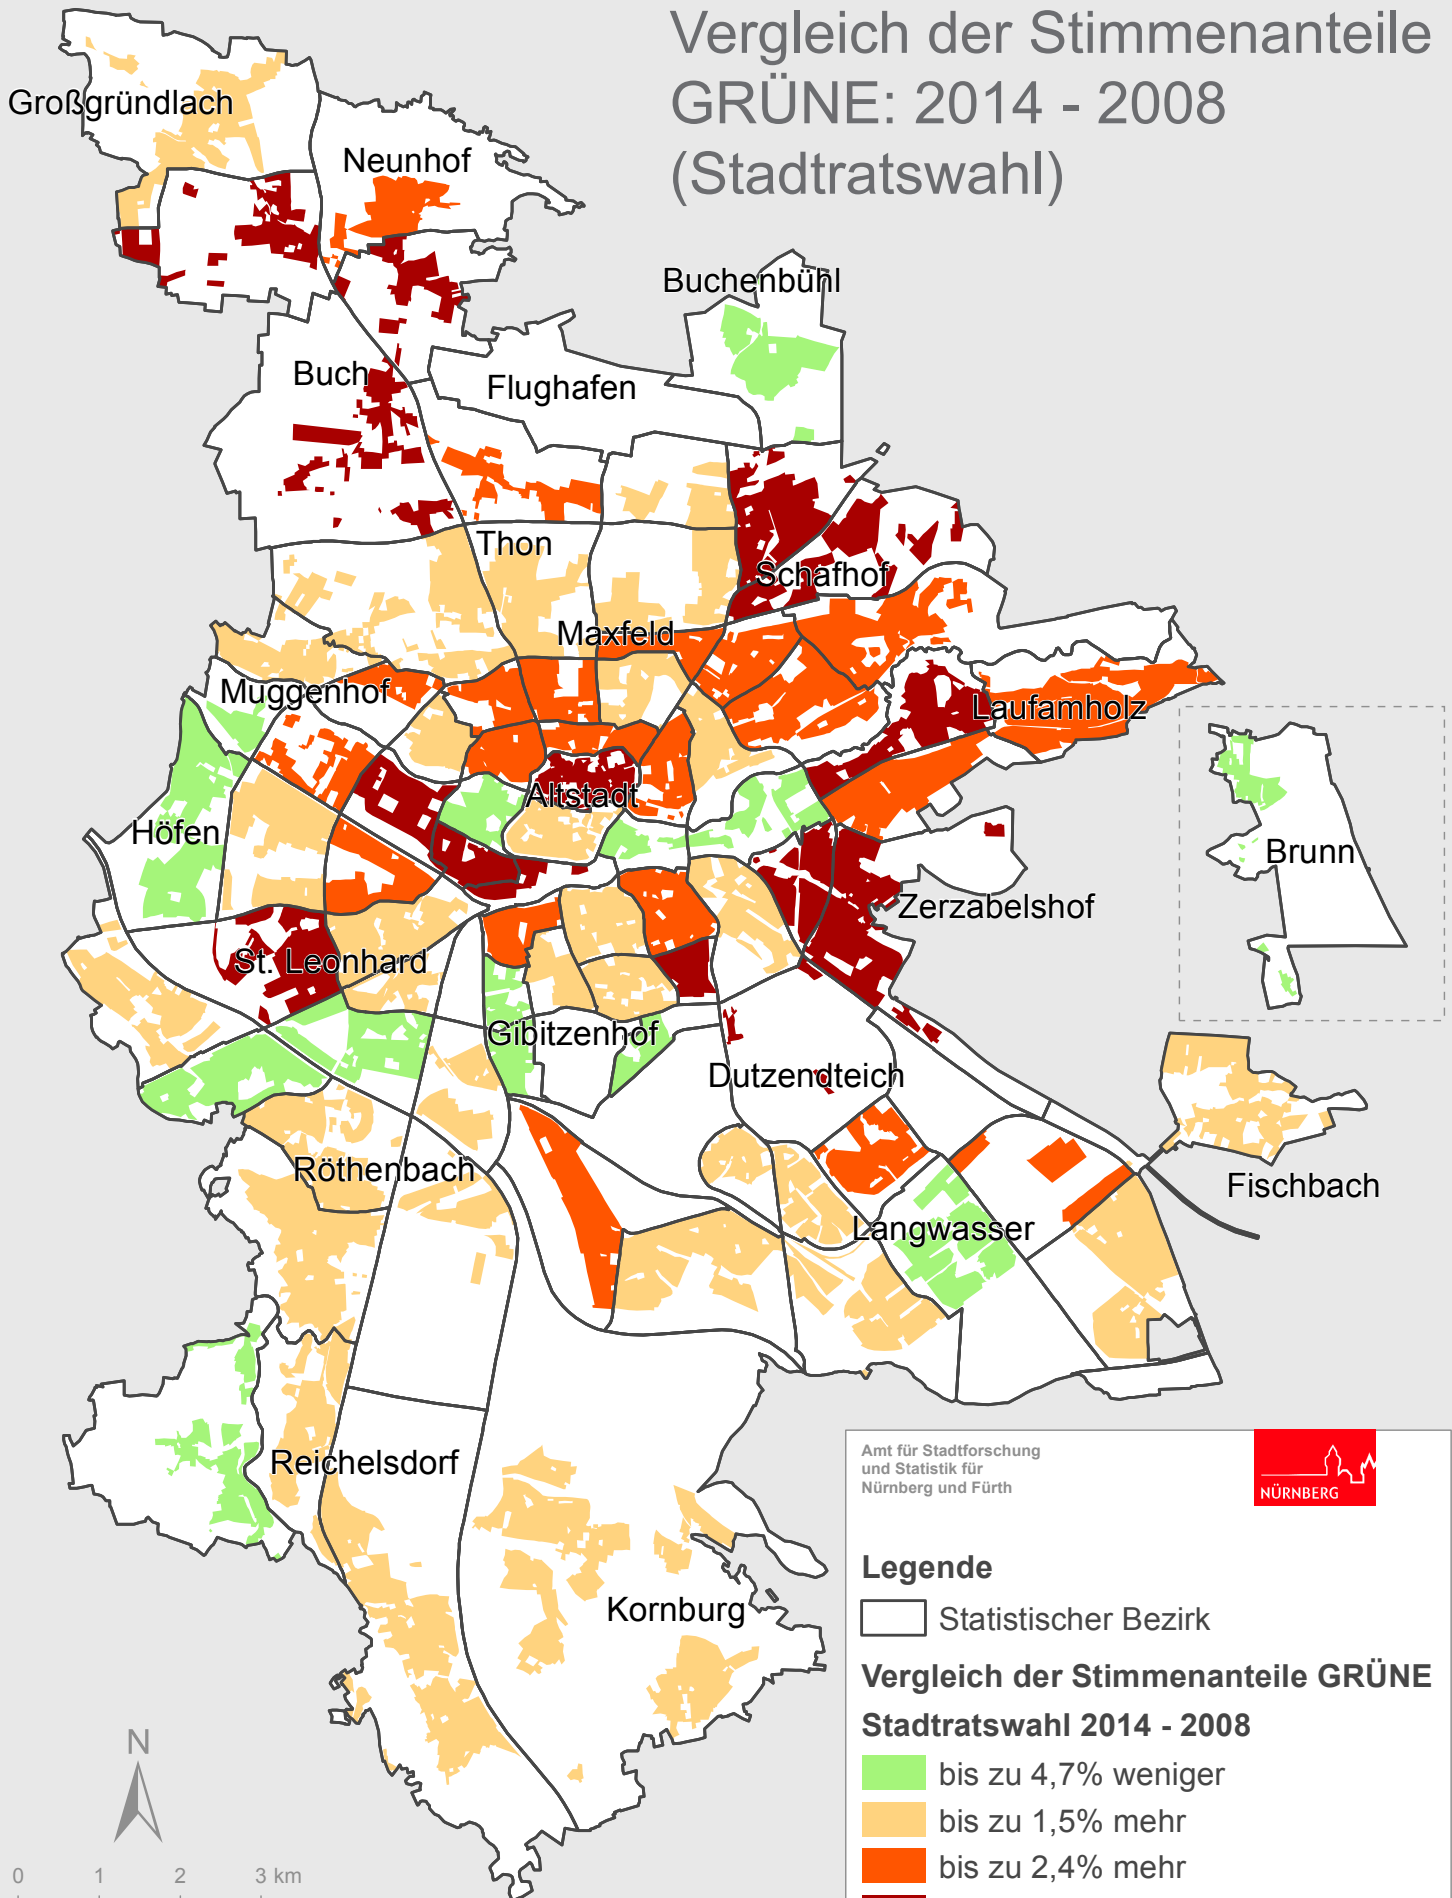 Vergleich der Stimmenanteile
GRÜNE: 2014 - 2008
(Stadtratswahl)
Großgründlach
Neunhof
Buchenbühl
Buch
Flughafen
Thon
Schafhof
Maxfeld
Muggenhof
Laufamholz
Altstadt
Höfen
Brunn
Zerzabelshof
St. Leonhard
Gibitzenhof
Dutzendteich
Röthenbach
Fischbach
Langwasser
Reichelsdorf
Kornburg
Amt für Stadtforschung
und Statistik für
Nürnberg und Fürth
NÜRNBERG
Legende
Statistischer Bezirk
Vergleich der Stimmenanteile GRÜNE
Stadtratswahl 2014 - 2008
bis zu 4,7% weniger
bis zu 1,5% mehr
bis zu 2,4% mehr
N
0 1 2 3 km